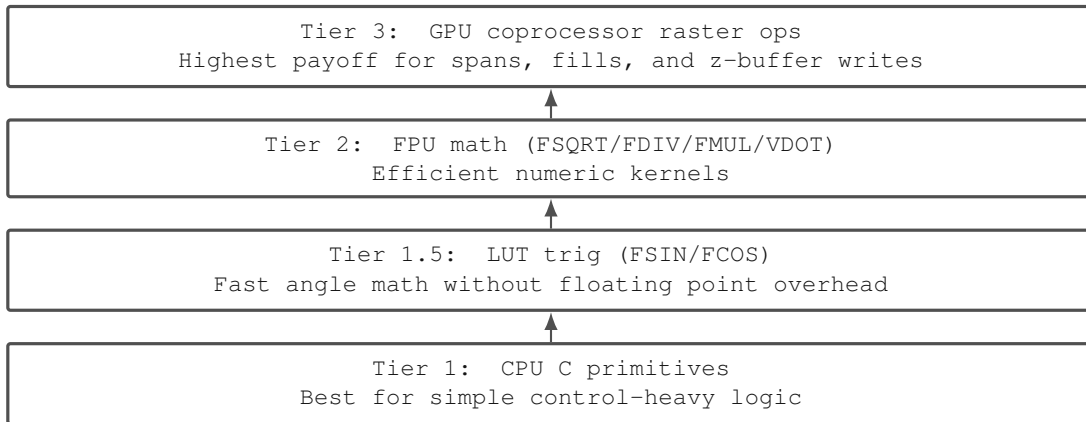 Tier 3: GPU coprocessor raster ops
Highest payoff for spans, fills, and z-buffer writes
Tier 2: FPU math (FSQRT/FDIV/FMUL/VDOT)
Efficient numeric kernels
Tier 1.5: LUT trig (FSIN/FCOS)
Fast angle math without floating point overhead
Tier 1: CPU C primitives
Best for simple control-heavy logic